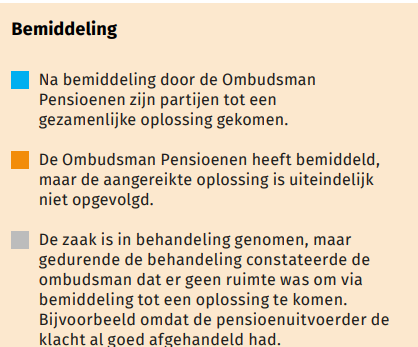 Bemiddeling
Na bemiddeling door de Ombudsman
Pensioenen zijn partijen tot een
gezamenlijke oplossing gekomen.
De Ombudsman Pensioenen heeft bemiddeld,
maar de aangereikte oplossing is uiteindelijk
niet opgevolgd.
De zaak is in behandeling genomen, maar
gedurende de behandeling constateerde de
ombudsman dat er geen ruimte was om via
bemiddeling tot een oplossing te komen.
Bijvoorbeeld omdat de pensioenuitvoerder de
klacht al goed afgehandeld had.